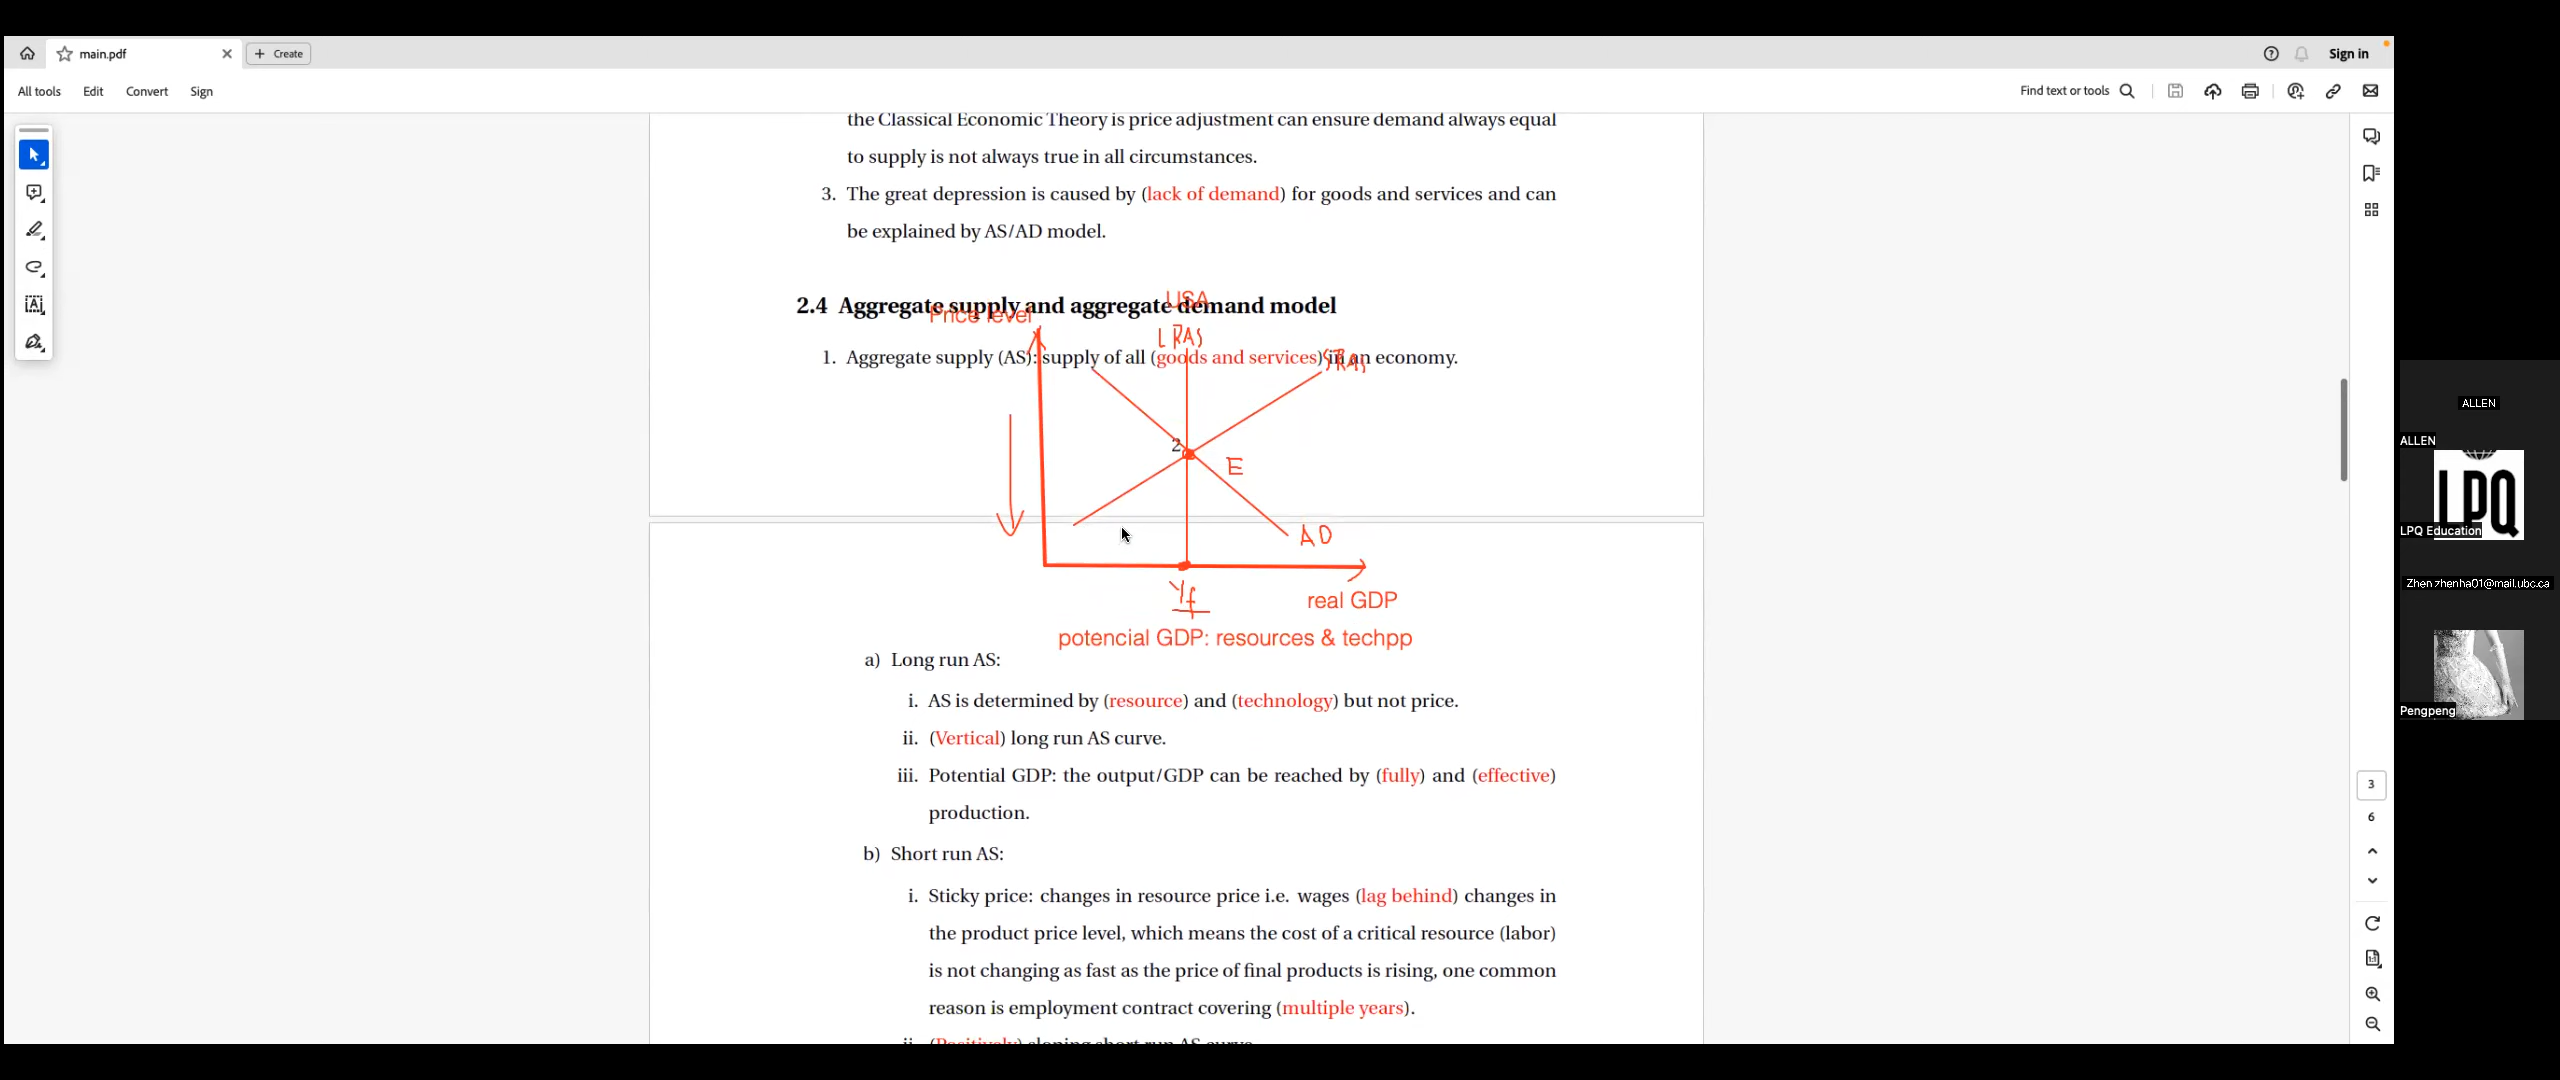 main.pdf
Create
Sign in
All tools
Edit
Convert
Sign
Find text or tools
the Classical Economic Theory is price adjustment can ensure demand always equal
to supply is not always true in all circumstances.
3. The great depression is caused by (lack of demand) for goods and services and can
be explained by AS/AD model.
USA
2.4 Aggregate supply and aggregate demand model
Price level
LRAS
1. Aggregate supply (AS): supply of all (goods and services) in an economy.
SRAS
2
E
AD
Yf
real GDP
potencial GDP: resources & techpp
a) Long run AS:
i. AS is determined by (resource) and (technology) but not price.
ii. (Vertical) long run AS curve.
iii. Potential GDP: the output/GDP can be reached by (fully) and (effective)
production.
b) Short run AS:
i. Sticky price: changes in resource price i.e. wages (lag behind) changes in
the product price level, which means the cost of a critical resource (labor)
is not changing as fast as the price of final products is rising, one common
reason is employment contract covering (multiple years).
ii. (Positively) sloping short run AS curve.
3
6
ALLEN
ALLEN
LPQ
LPQ Education
Zhen zhenha01@mail.ubc.ca
Pengpeng